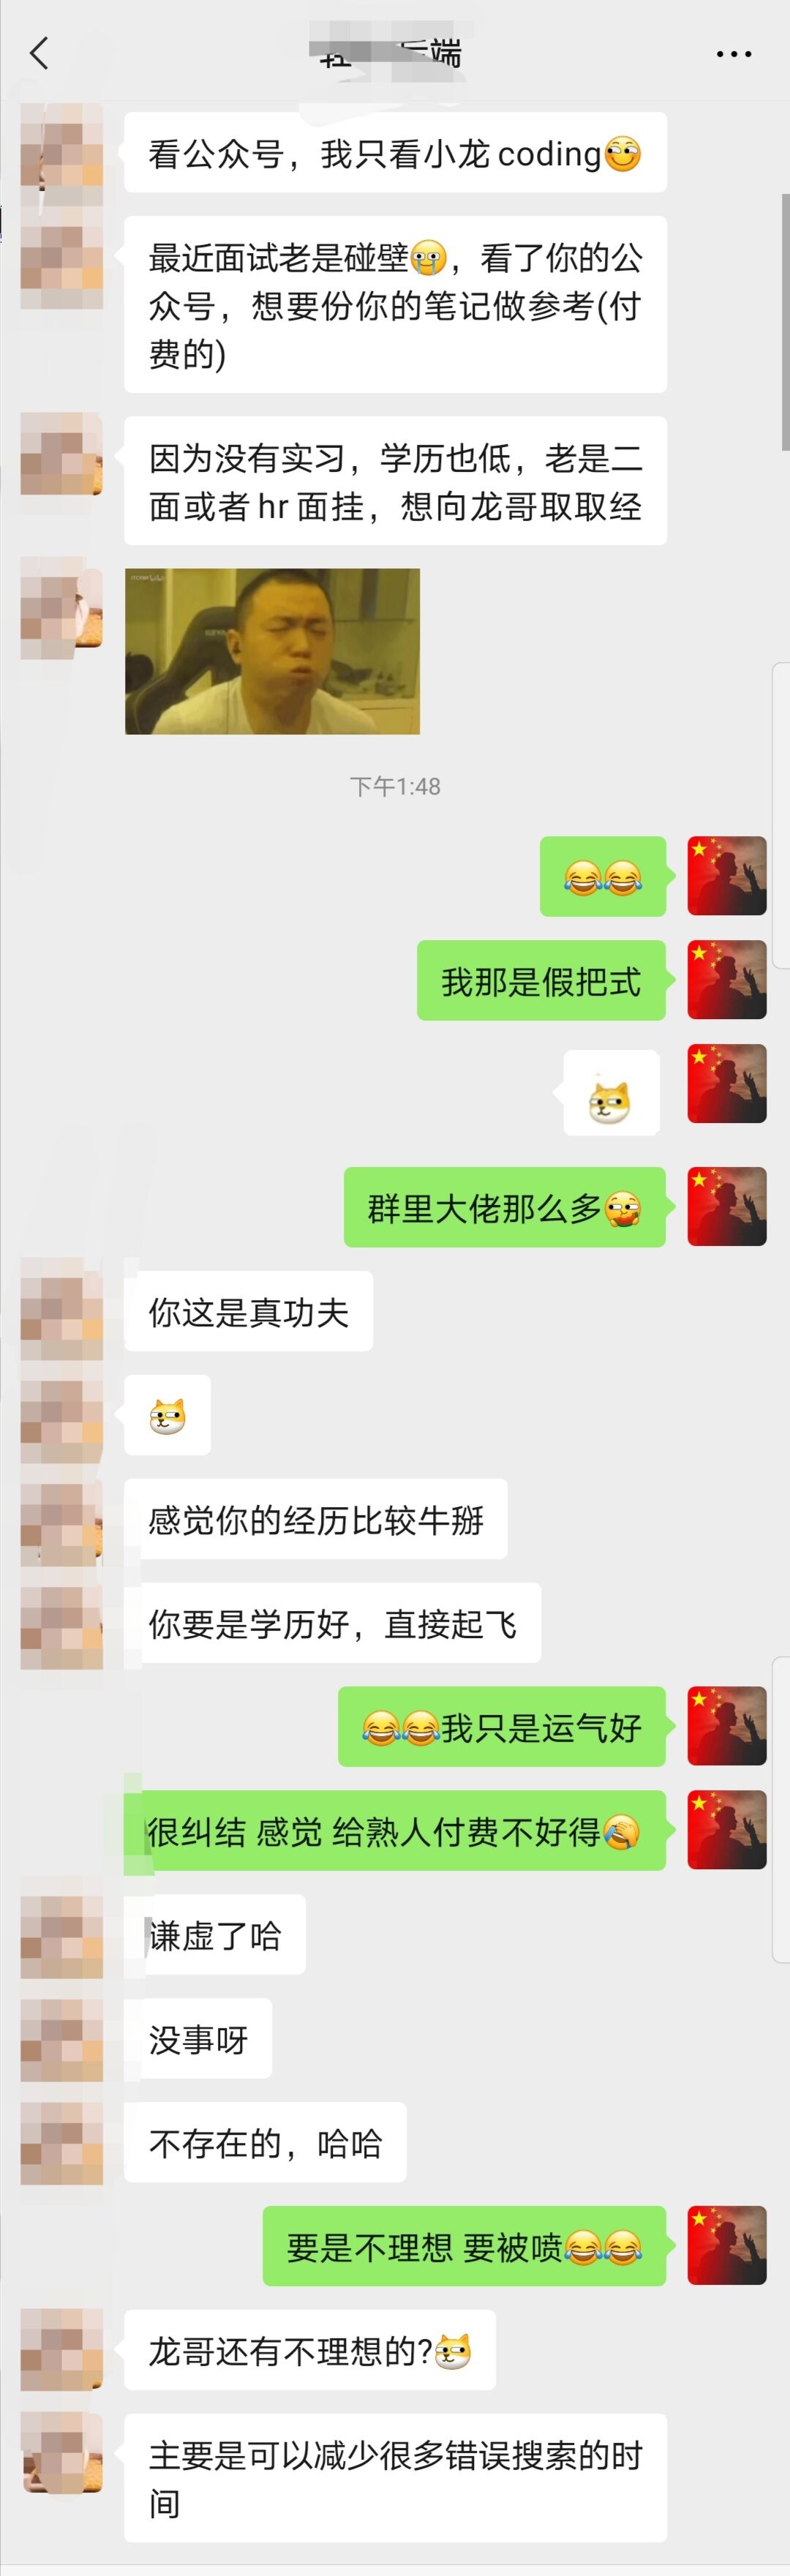 端
看公众号，我只看小龙coding
最近面试老是碰壁，看了你的公
众号，想要份你的笔记做参考(付
费的)
因为没有实习，学历也低，老是二
面或者hr面挂，想向龙哥取取经
下午1:48
我那是假把式
群里大佬那么多
你这是真功夫
感觉你的经历比较牛掰
你要是学历好，直接起飞
我只是运气好
很纠结 感觉 给熟人付费不好得
谦虚了哈
没事呀
不存在的，哈哈
要是不理想 要被喷
龙哥还有不理想的?
主要是可以减少很多错误搜索的时
间